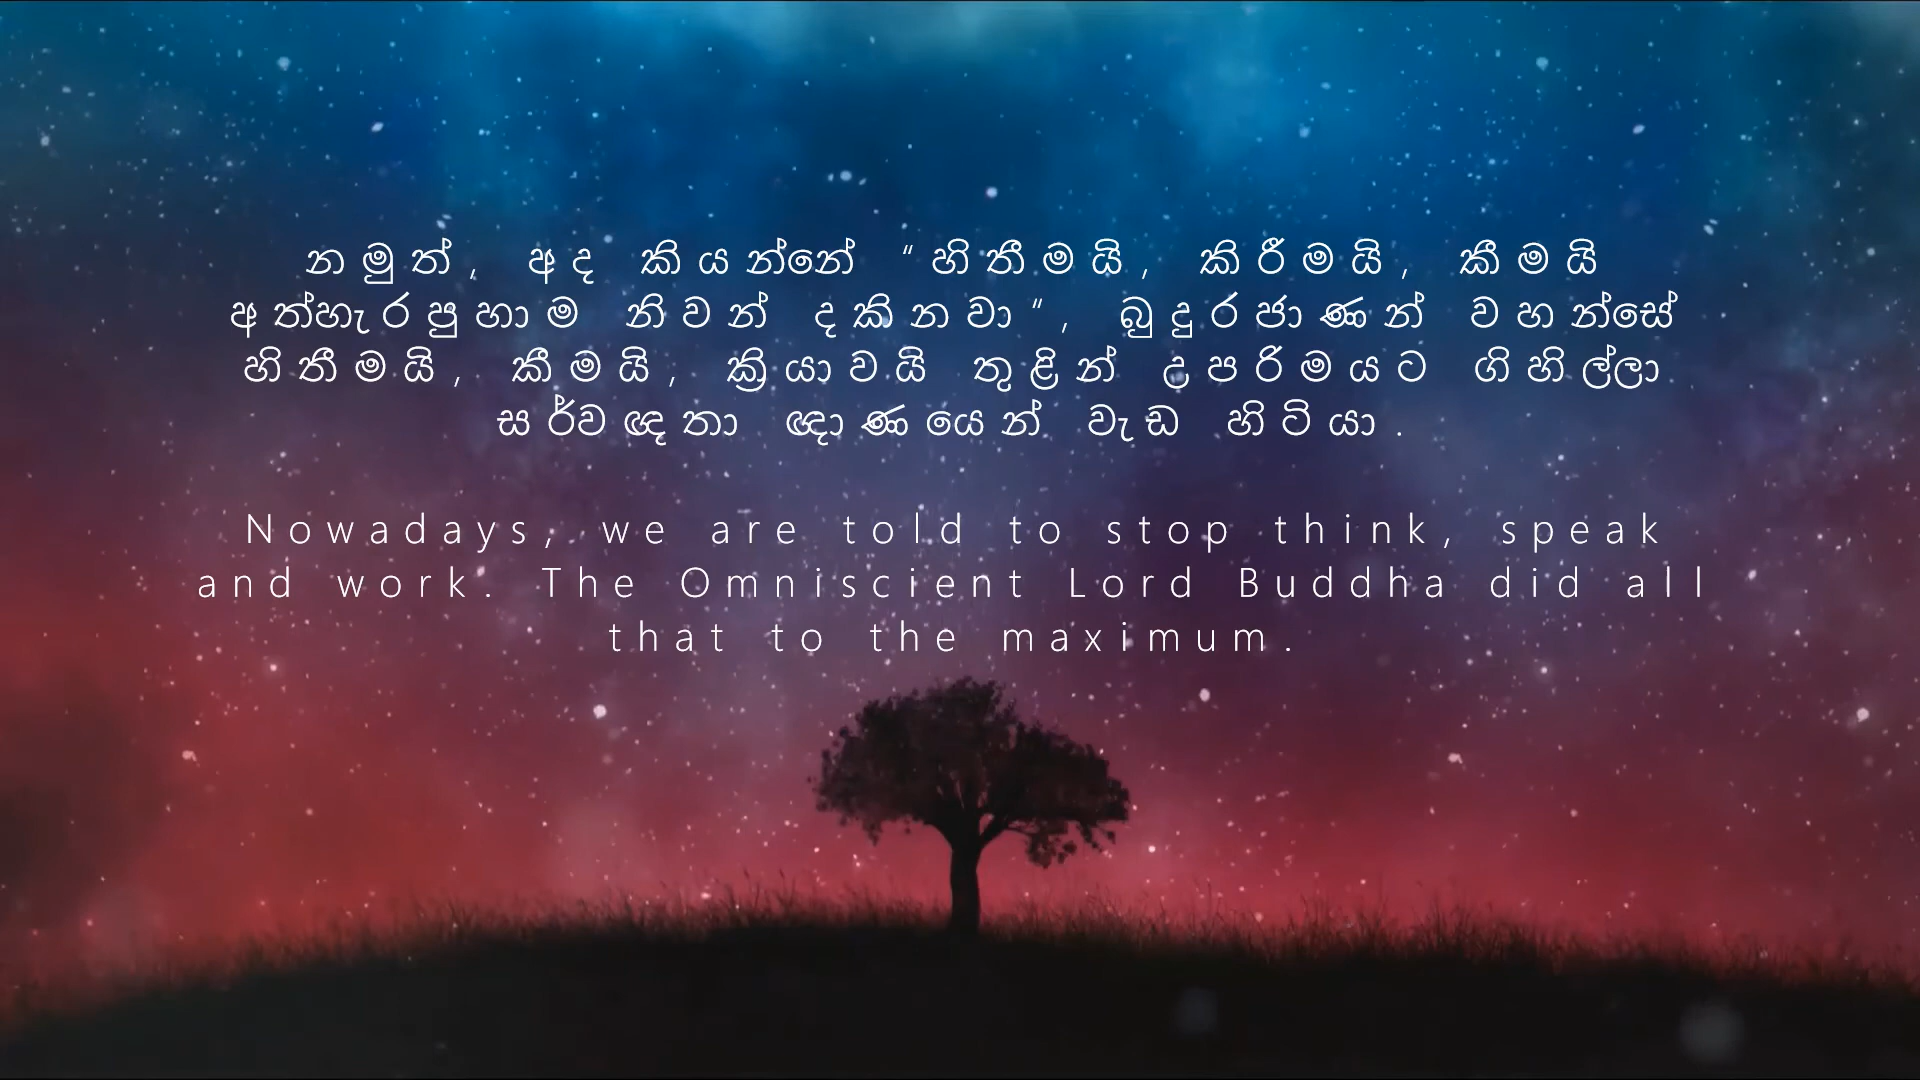 නමුත්, අද කියන්නේ “හිතීමයි, කිරීමයි, කීමයි
අත්හැරපුහාම නිවන් දකිනවා“, බුදුරජාණන් වහන්සේ
හිතීමයි, කීමයි, ක්‍රියාවයි තුළින් උපරිමයට ගිහිල්ලා
සර්වඥතා ඥාණයෙන් වැඩ හිටියා.
Nowadays, we are told to stop think, speak
and work. The Omniscient Lord Buddha did all
that to the maximum.